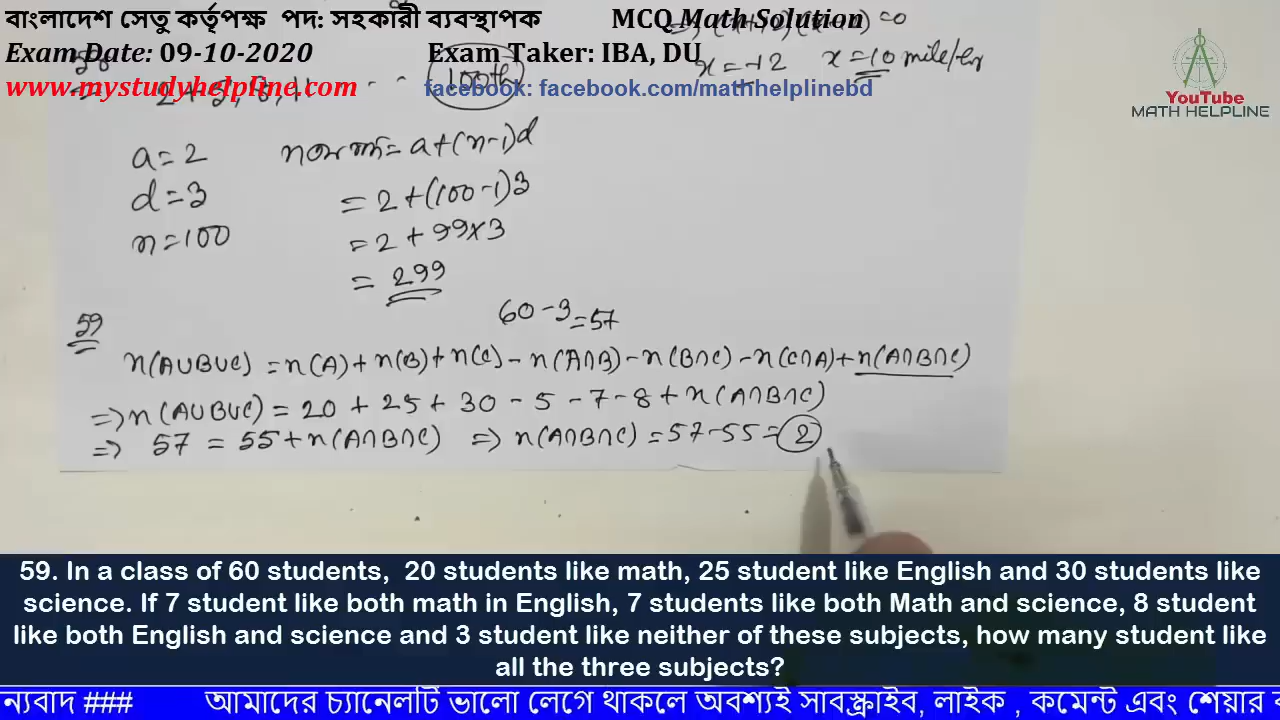 বাংলাদেশ সেতু কর্তৃপক্ষ পদ: সহকারী ব্যবস্থাপক MCQ Math Solution
Exam Date: 09-10-2020 Exam Taker: IBA, DU
x = -12 x = 10 mile/hr
www.mystudyhelpline.com facebook: facebook.com/mathhelplinebd
YouTube
MATH HELPLINE
100th
a = 2 n = a + (n-1)d
d = 3 = 2 + (100 - 1)3
n = 100 = 2 + 99 x 3
= 299
59 60 - 3 = 57
n(A∪B∪C) = n(A) + n(B) + n(C) - n(A∩B) - n(B∩C) - n(C∩A) + n(A∩B∩C)
=> n(A∪B∪C) = 20 + 25 + 30 - 5 - 7 - 8 + n(A∩B∩C)
=> 57 = 55 + n(A∩B∩C) => n(A∩B∩C) = 57 - 55 = 2
59. In a class of 60 students, 20 students like math, 25 student like English and 30 students like
science. If 7 student like both math in English, 7 students like both Math and science, 8 student
like both English and science and 3 student like neither of these subjects, how many student like
all the three subjects?
ন্যবাদ ### আমাদের চ্যানেলটি ভালো লেগে থাকলে অবশ্যই সাবস্ক্রাইব, লাইক , কমেন্ট এবং শেয়ার